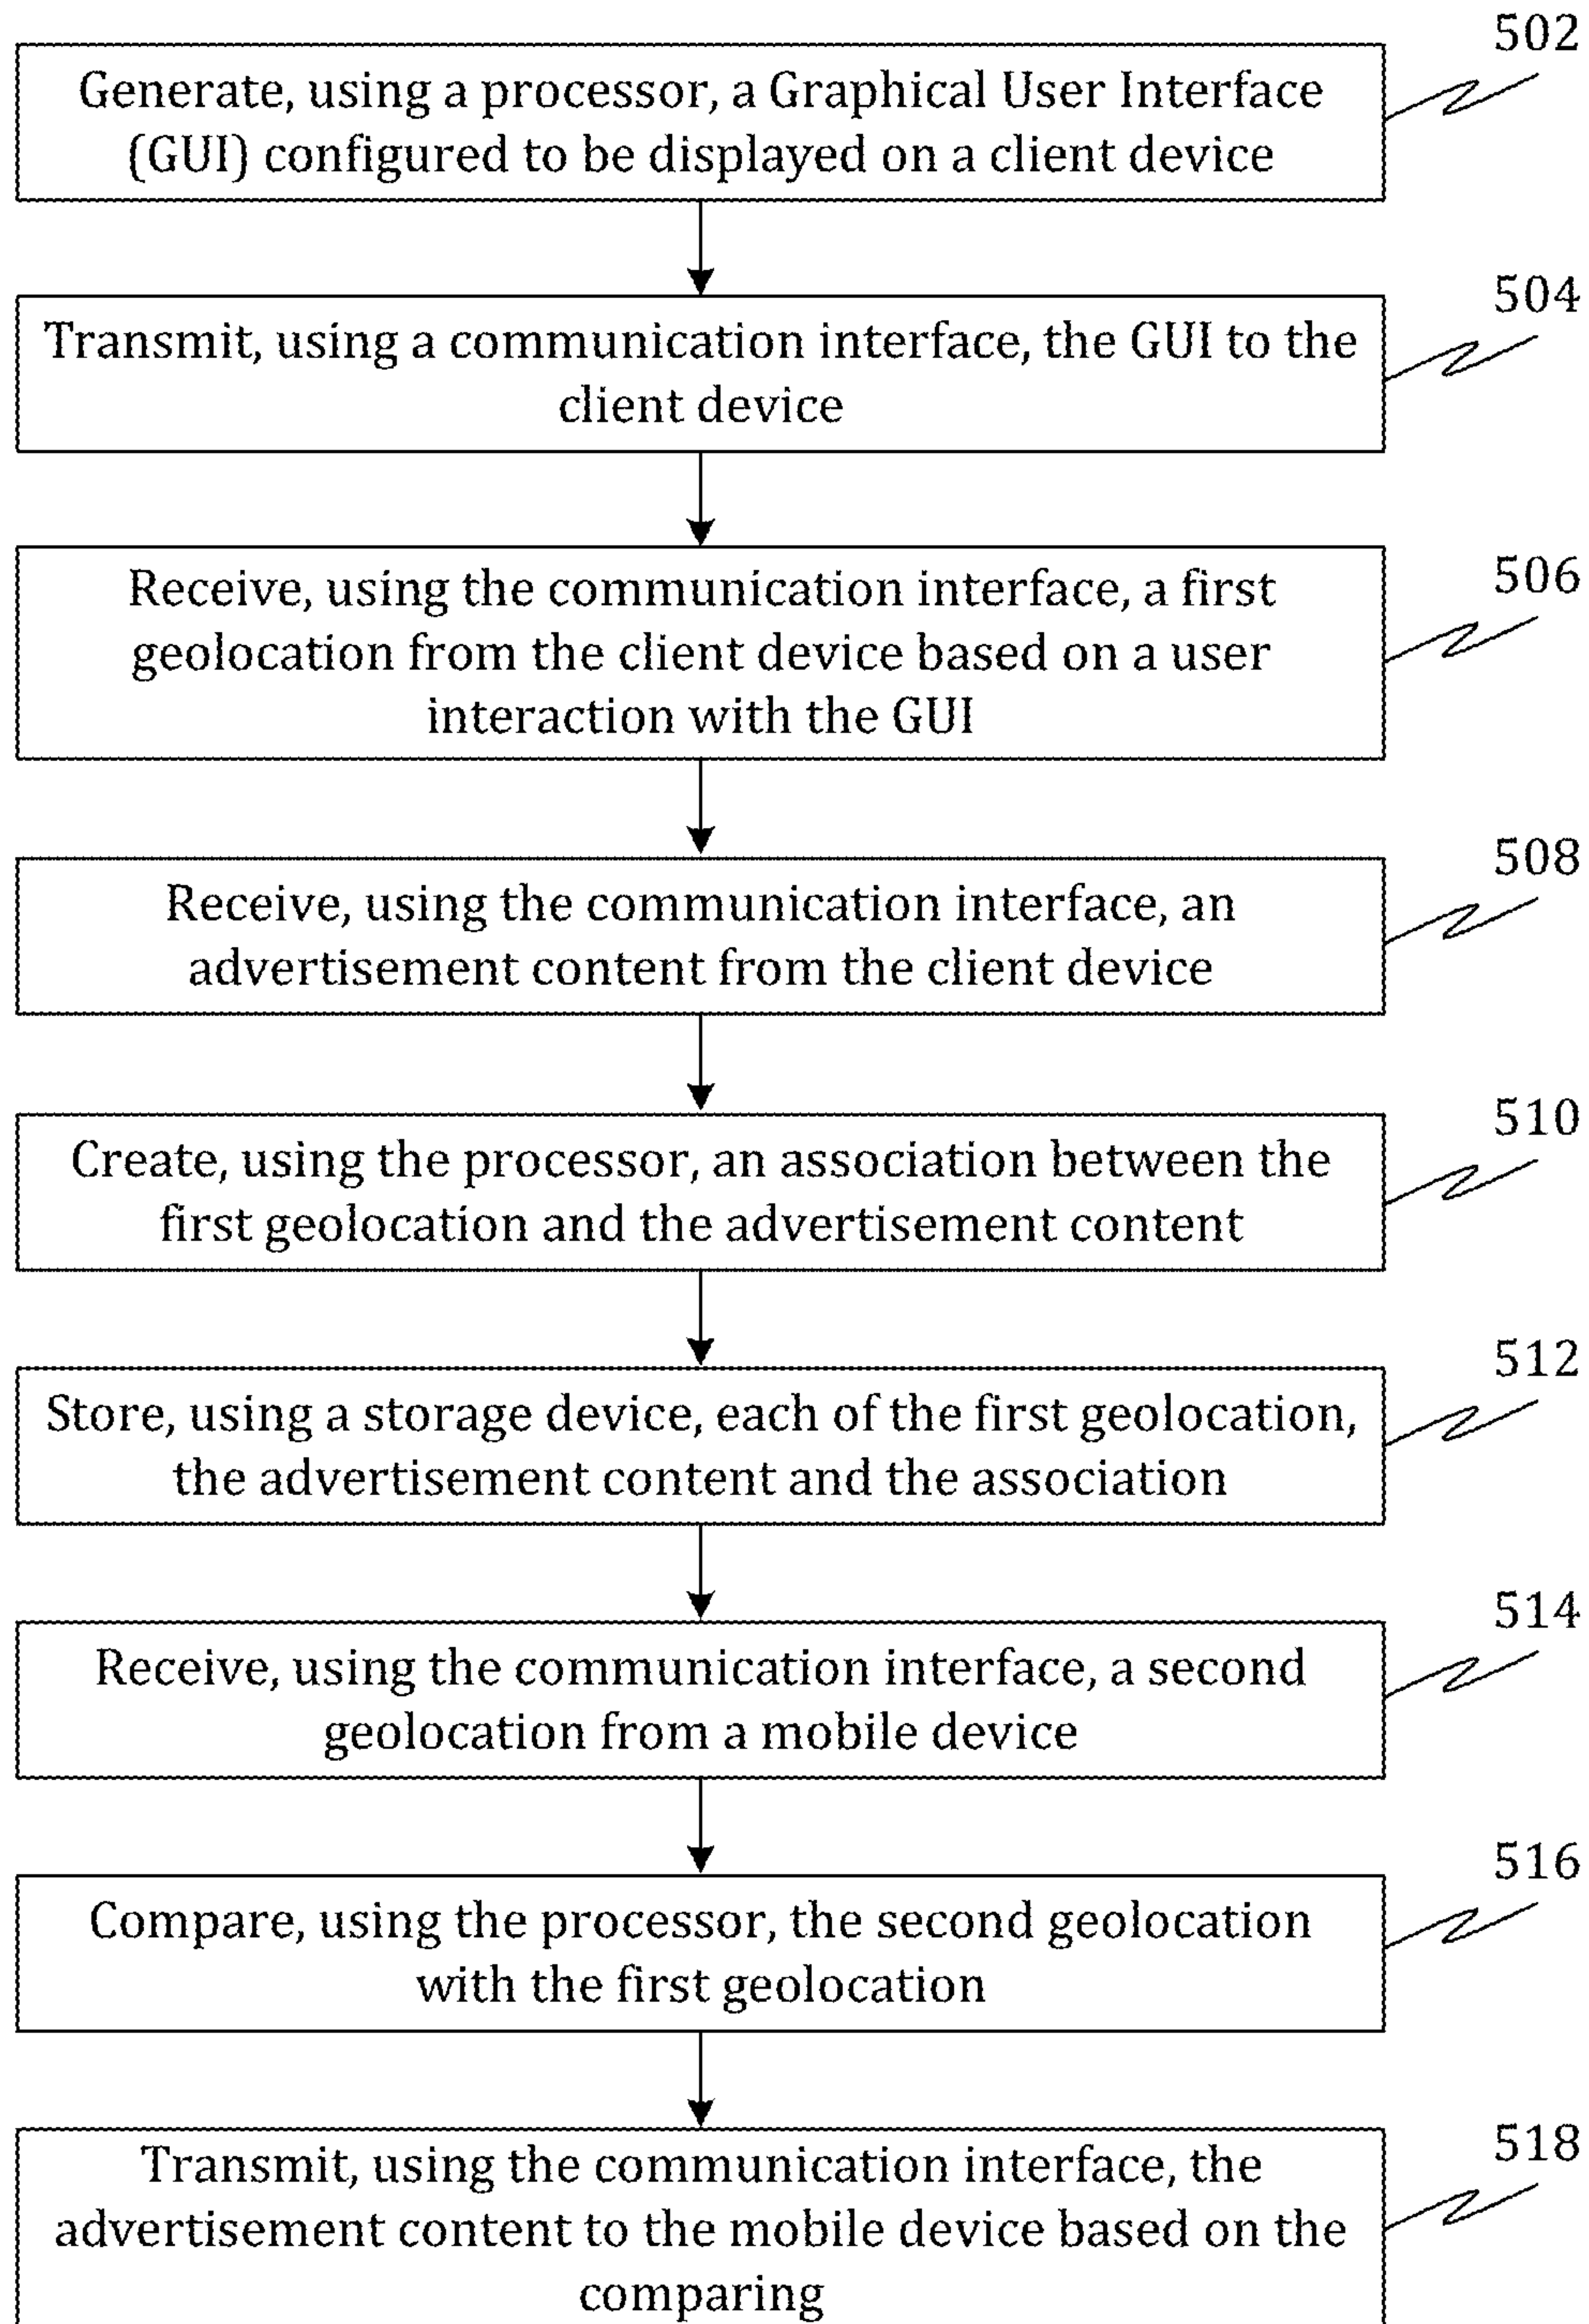 502
Generate, using a processor, a Graphical User Interface
(GUI) configured to be displayed on a client device
504
Transmit, using a communication interface, the GUI to the
client device
506
Receive, using the communication interface, a first
geolocation from the client device based on a user
interaction with the GUI
508
Receive, using the communication interface, an
advertisement content from the client device
510
Create, using the processor, an association between the
first geolocation and the advertisement content
512
Store, using a storage device, each of the first geolocation,
the advertisement content and the association
514
Receive, using the communication interface, a second
geolocation from a mobile device
516
Compare, using the processor, the second geolocation
with the first geolocation
518
Transmit, using the communication interface, the
advertisement content to the mobile device based on the
comparing